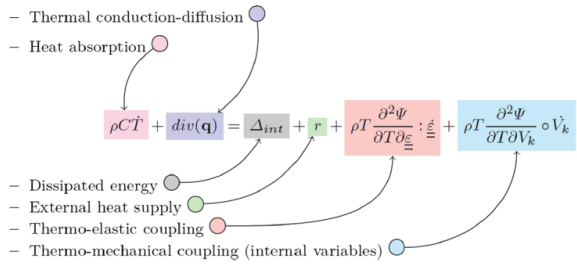 – Thermal conduction-diffusion
– Heat absorption
ρCṪ + div(q) = Δ_int + r + ρT ∂²Ψ/∂T∂ε : ε̇ + ρT ∂²Ψ/∂T∂V_k ∘ V̇_k
– Dissipated energy
– External heat supply
– Thermo-elastic coupling
– Thermo-mechanical coupling (internal variables)